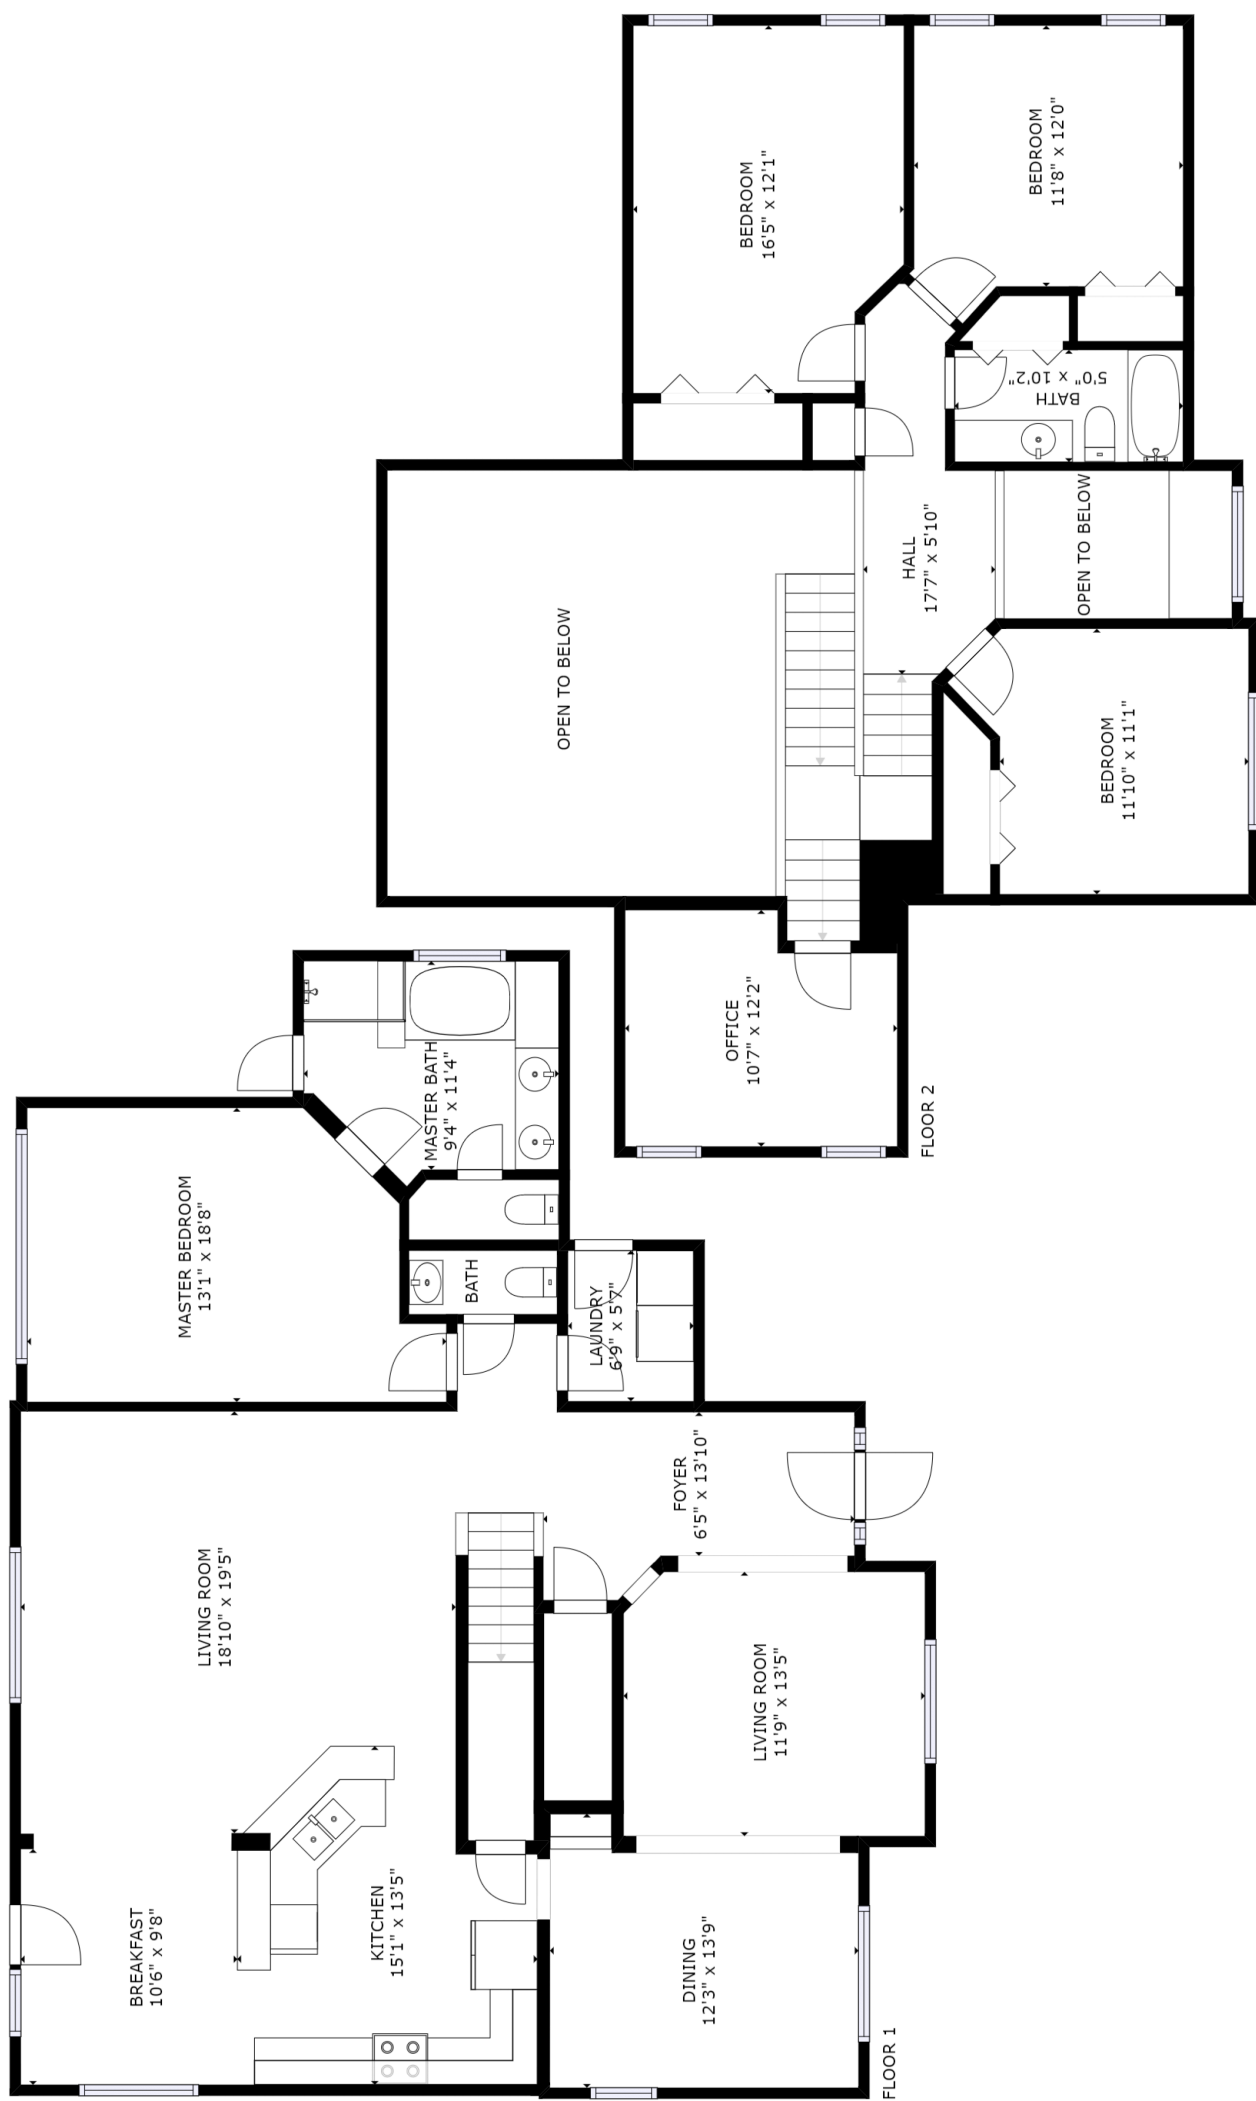 BEDROOM
16'5" x 12'1"
BEDROOM
11'8" x 12'0"
BATH
5'0" x 10'2"
HALL
17'7" x 5'10"
OPEN TO BELOW
OPEN TO BELOW
BEDROOM
11'10" x 11'1"
OFFICE
10'7" x 12'2"
FLOOR 2
MASTER BATH
9'4" x 11'4"
MASTER BEDROOM
13'1" x 18'8"
BATH
LAUNDRY
6'9" x 5'7"
FOYER
6'5" x 13'10"
LIVING ROOM
18'10" x 19'5"
LIVING ROOM
11'9" x 13'5"
KITCHEN
15'1" x 13'5"
BREAKFAST
10'6" x 9'8"
DINING
12'3" x 13'9"
FLOOR 1